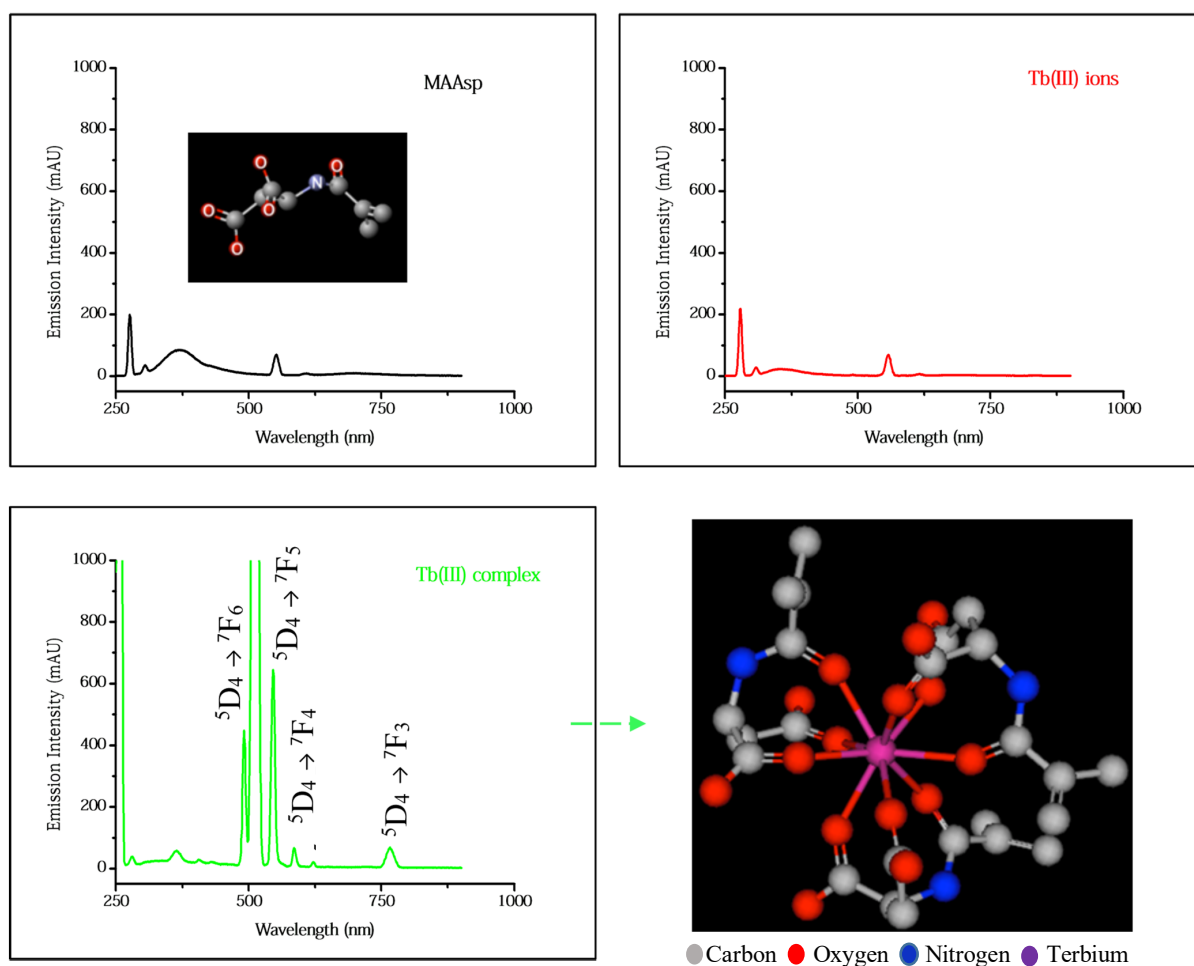 1000
800
600
400
200
0
Emission Intensity (mAU)
MAAsp
O
N
O
O
O
O
250
500
750
1000
Wavelength (nm)
1000
800
600
400
200
0
Emission Intensity (mAU)
Tb(III) ions
250
500
750
1000
Wavelength (nm)
1000
800
600
400
200
0
Emission Intensity (mAU)
Tb(III) complex
⁵D₄ → ⁷F₆
⁵D₄ → ⁷F₅
⁵D₄ → ⁷F₄
-
⁵D₄ → ⁷F₃
250
500
750
1000
Wavelength (nm)
Carbon Oxygen Nitrogen Terbium